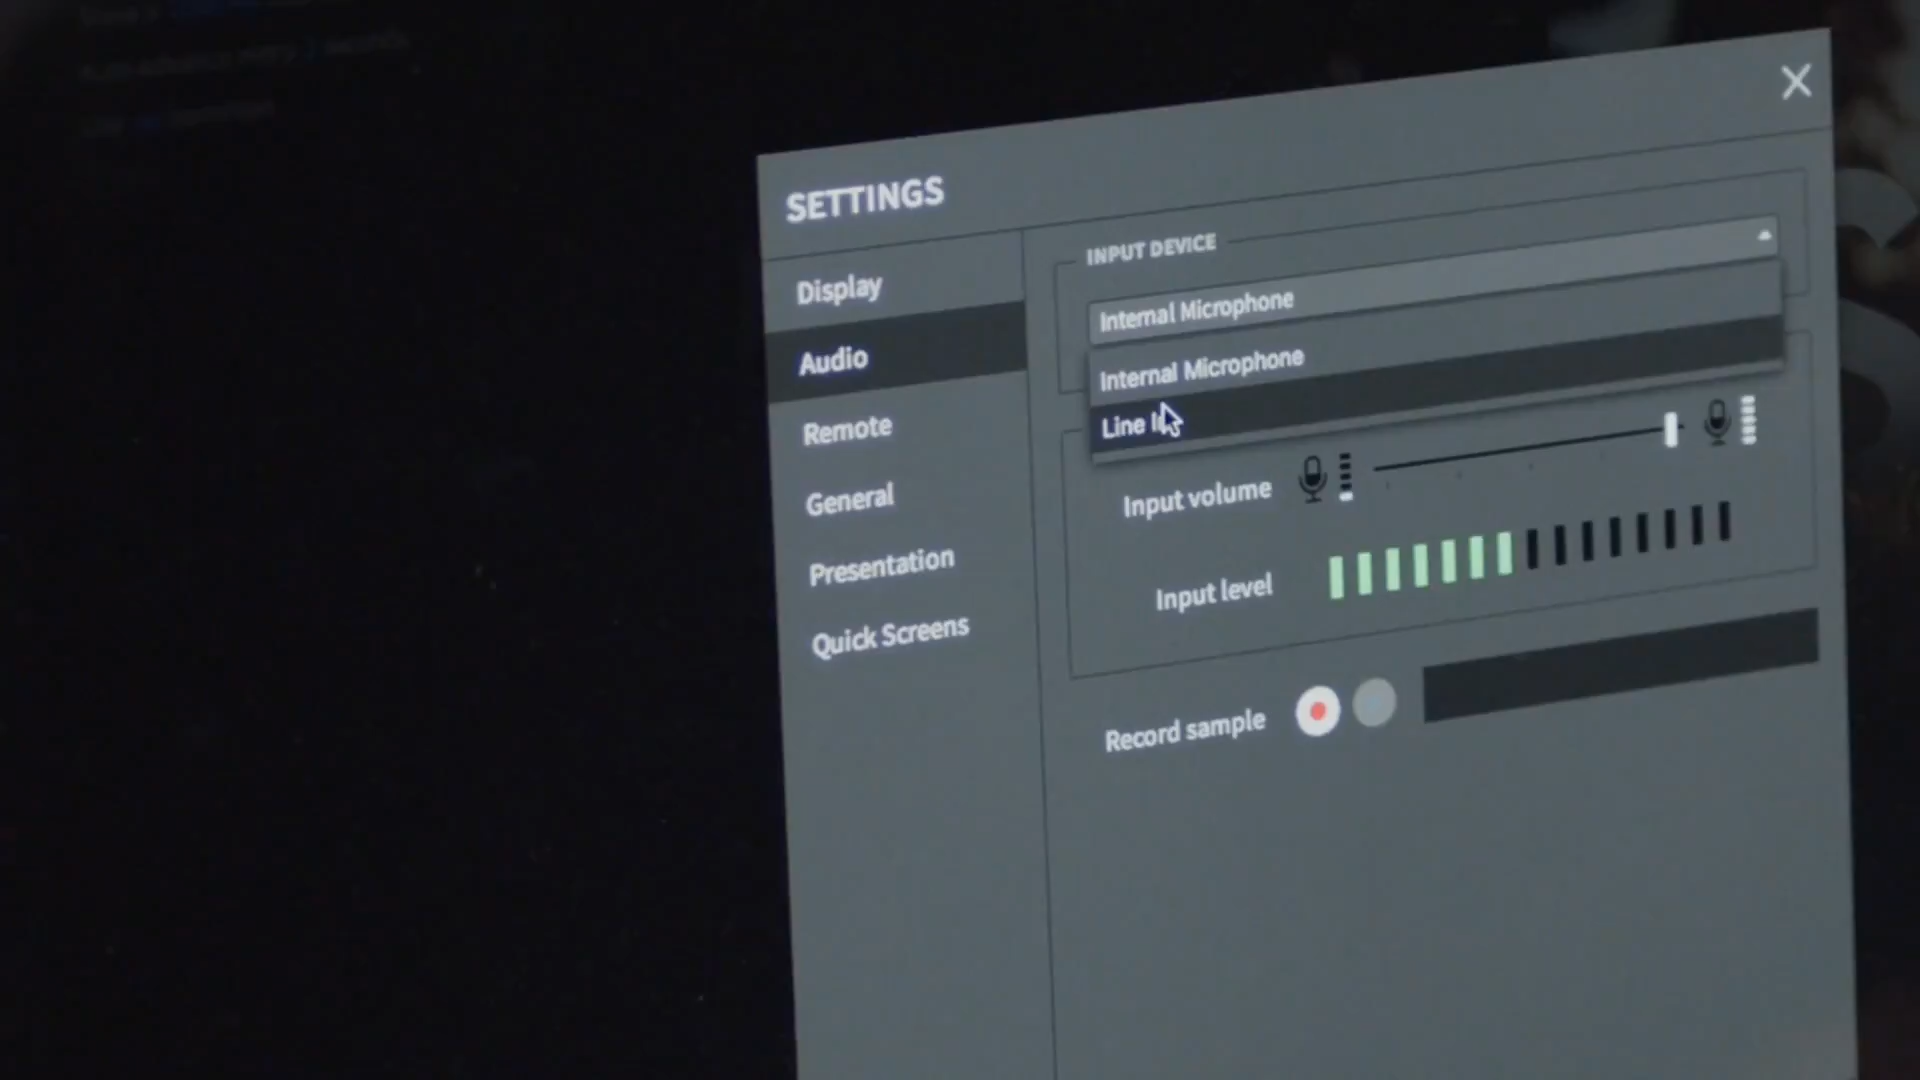 SETTINGS
Display
Audio
Remote
General
Presentation
Quick Screens
INPUT DEVICE
Internal Microphone
Internal Microphone
Line
Input volume
Input level
Record sample